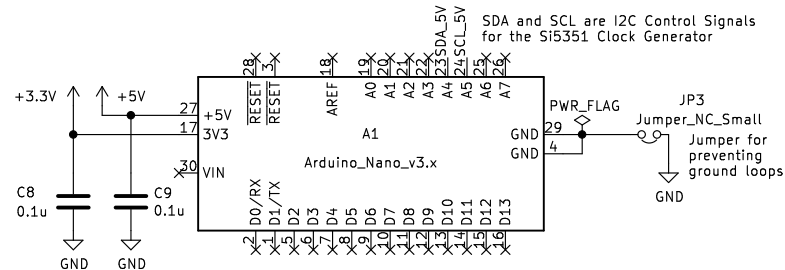 SDA and SCL are I2C Control Signals
for the Si5351 Clock Generator
SDA_5V
SCL_5V
28
3
18
19
20
21
22
23
24
25
26
RESET
RESET
AREF
A0
A1
A2
A3
A4
A5
A6
A7
+3.3V
+5V
27
+5V
17
3V3
30
VIN
A1
Arduino_Nano_v3.x
GND
29
GND
4
PWR_FLAG
JP3
Jumper_NC_Small
Jumper for
preventing
ground loops
GND
C8
0.1u
C9
0.1u
GND
GND
D0/RX
D1/TX
D2
D3
D4
D5
D6
D7
D8
D9
D10
D11
D12
D13
2
1
5
6
7
8
9
10
11
12
13
14
15
16